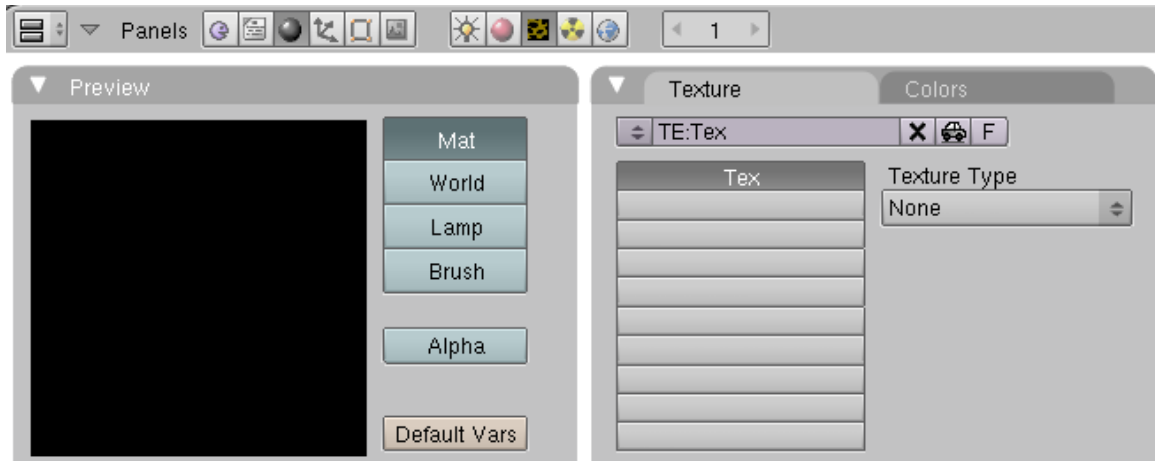 Panels 1
Preview
Texture Colors
Mat
World
Lamp
Brush
Alpha
Default Vars
TE:Tex F
Tex
Texture Type
None